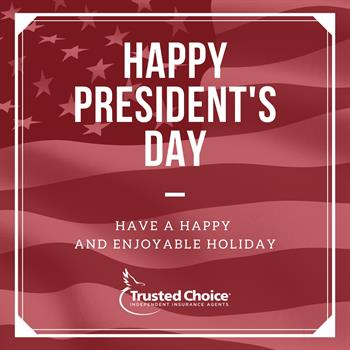 HAPPY
PRESIDENT'S
DAY
HAVE A HAPPY
AND ENJOYABLE HOLIDAY
Trusted Choice®
INDEPENDENT INSURANCE AGENTS